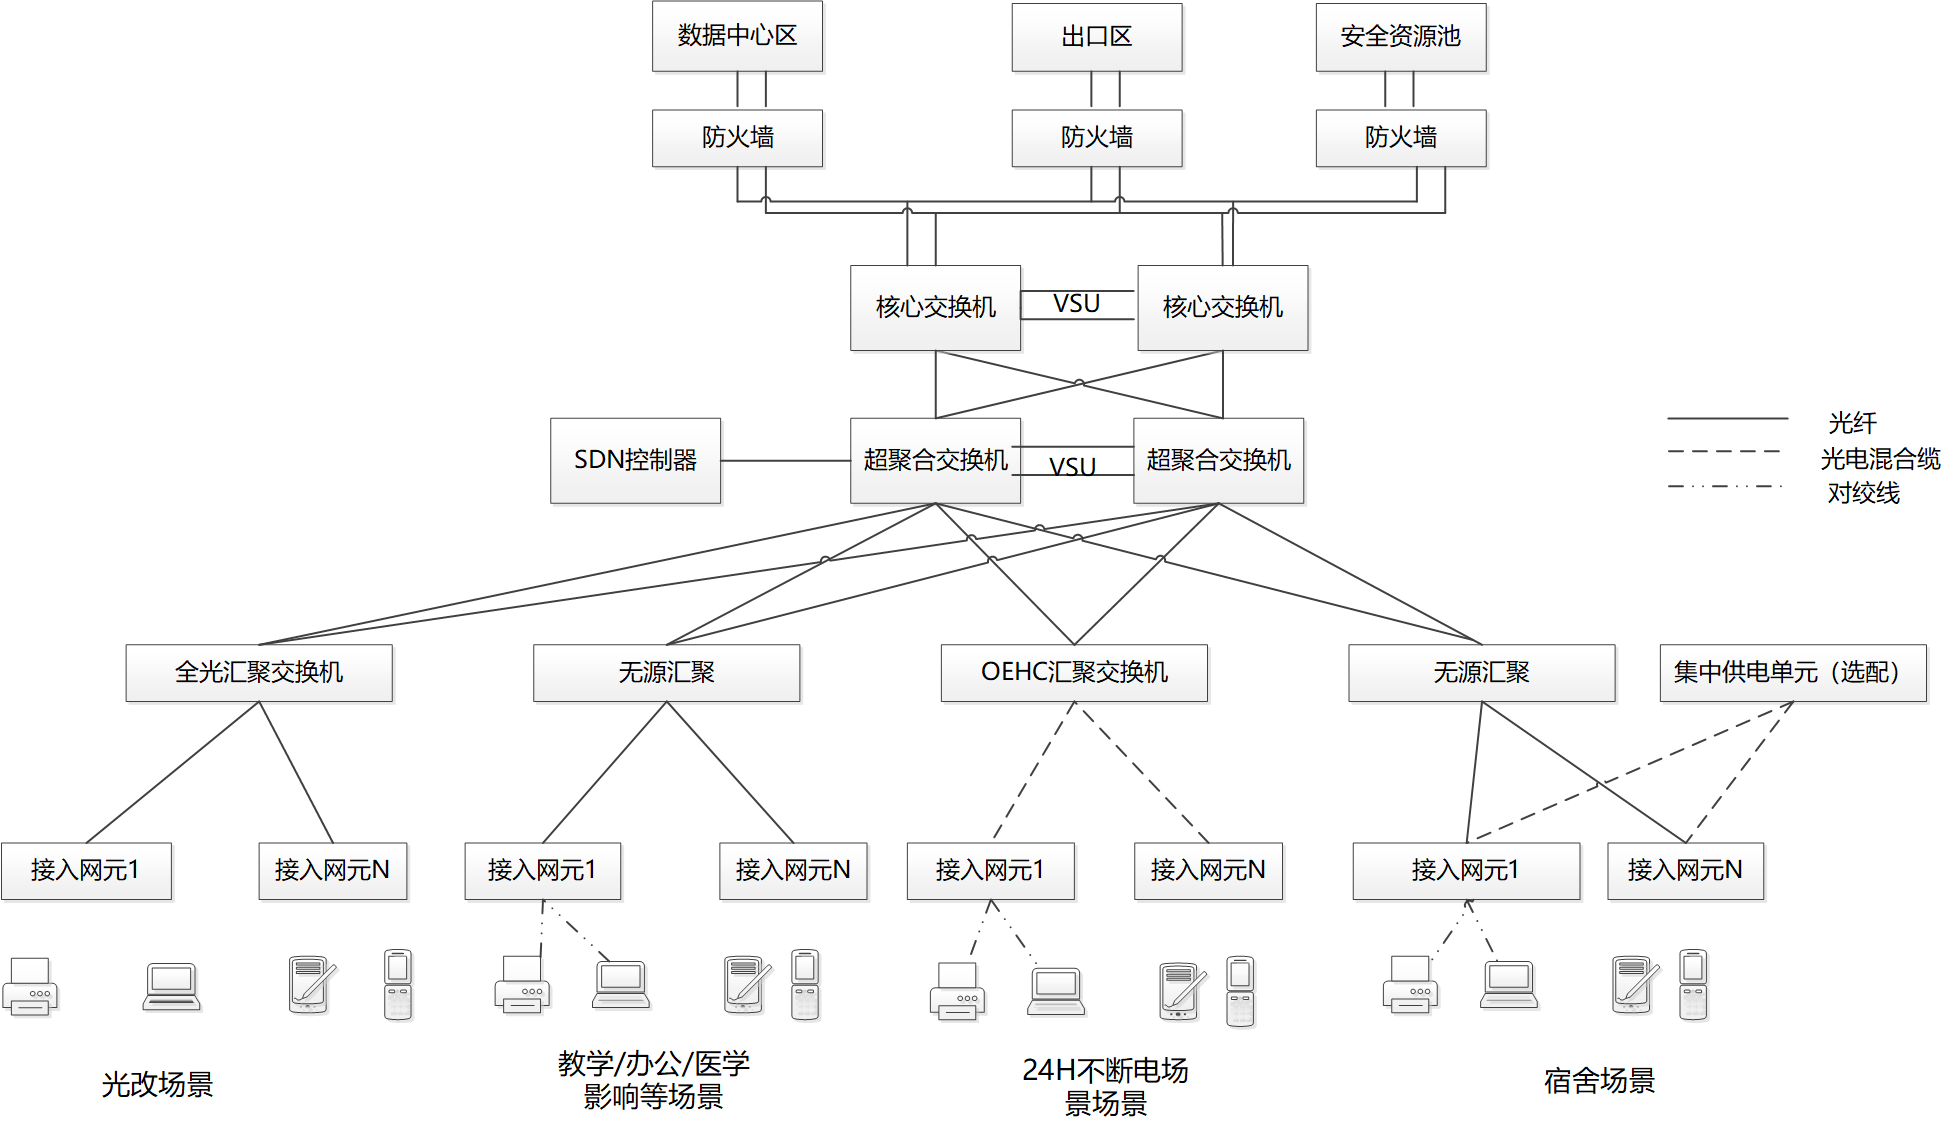 数据中心区
出口区
安全资源池
防火墙
防火墙
防火墙
核心交换机
VSU
核心交换机
SDN控制器
超聚合交换机
VSU
超聚合交换机
光纤
光电混合缆
对绞线
全光汇聚交换机
无源汇聚
OEHC汇聚交换机
无源汇聚
集中供电单元（选配）
接入网元1
接入网元N
接入网元1
接入网元N
接入网元1
接入网元N
接入网元1
接入网元N
光改场景
教学/办公/医学
影响等场景
24H不断电场
景场景
宿舍场景